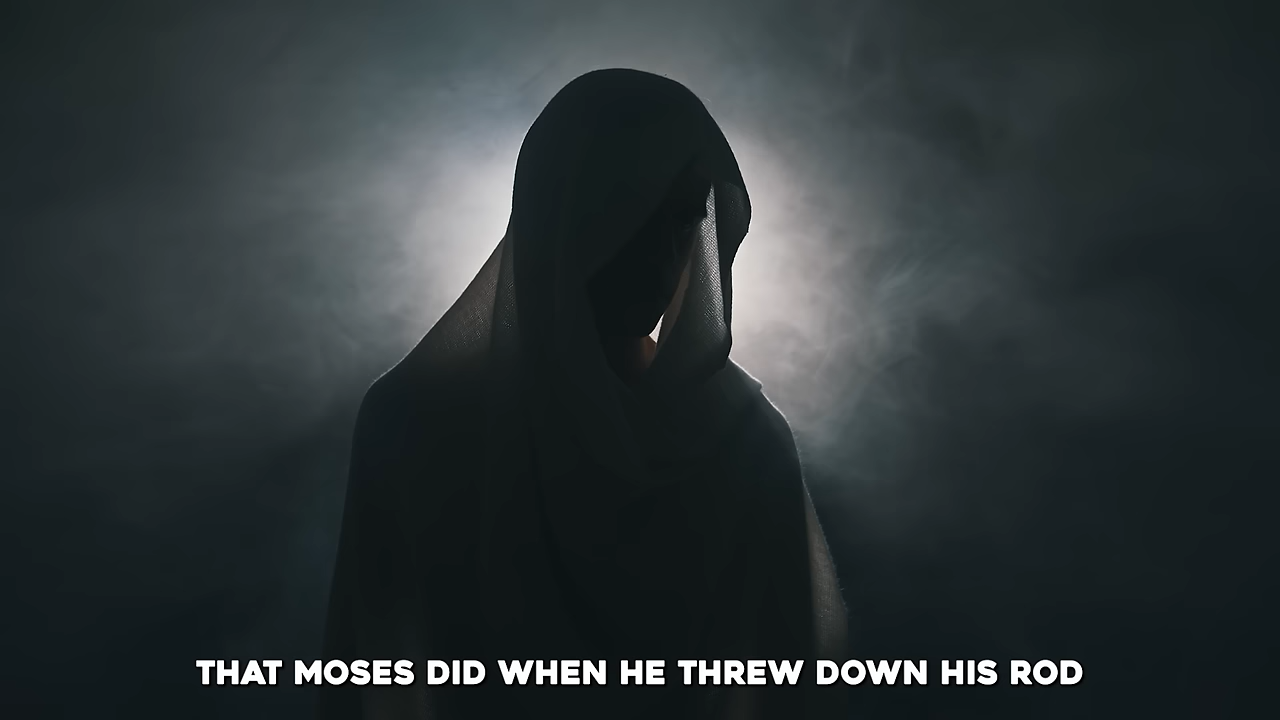 THAT MOSES DID WHEN HE THREW DOWN HIS ROD